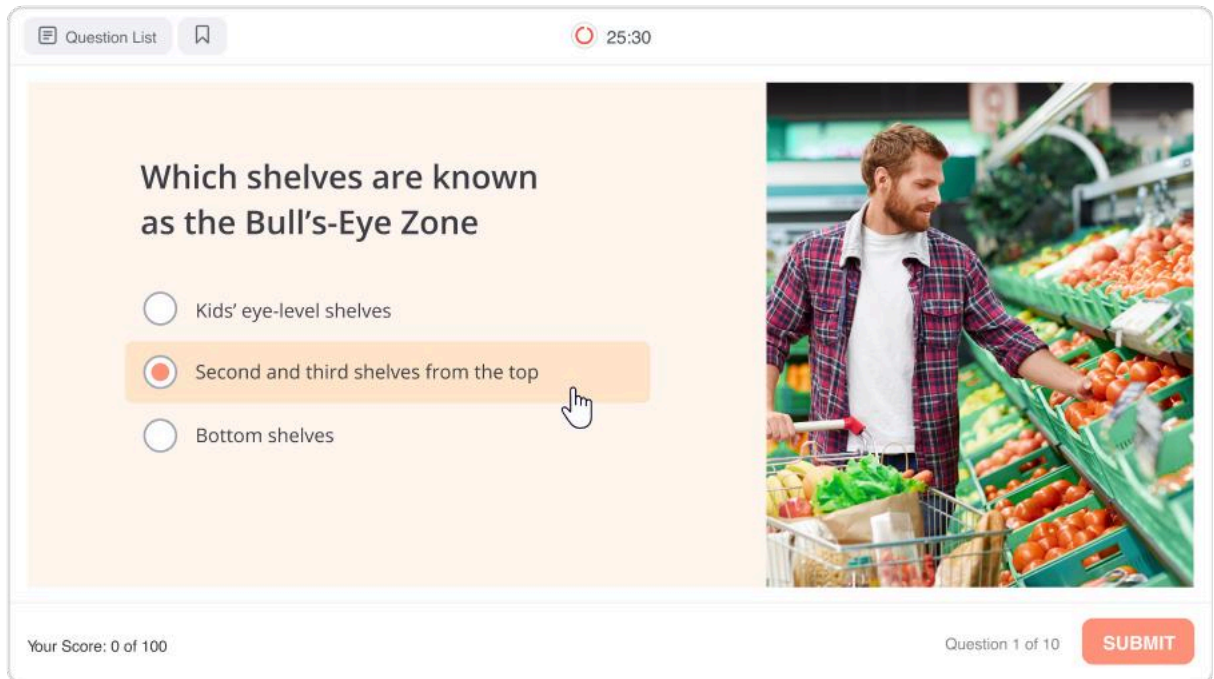 Question List
25:30
Which shelves are known
as the Bull’s-Eye Zone
Kids’ eye-level shelves
Second and third shelves from the top
Bottom shelves
Your Score: 0 of 100
Question 1 of 10
SUBMIT